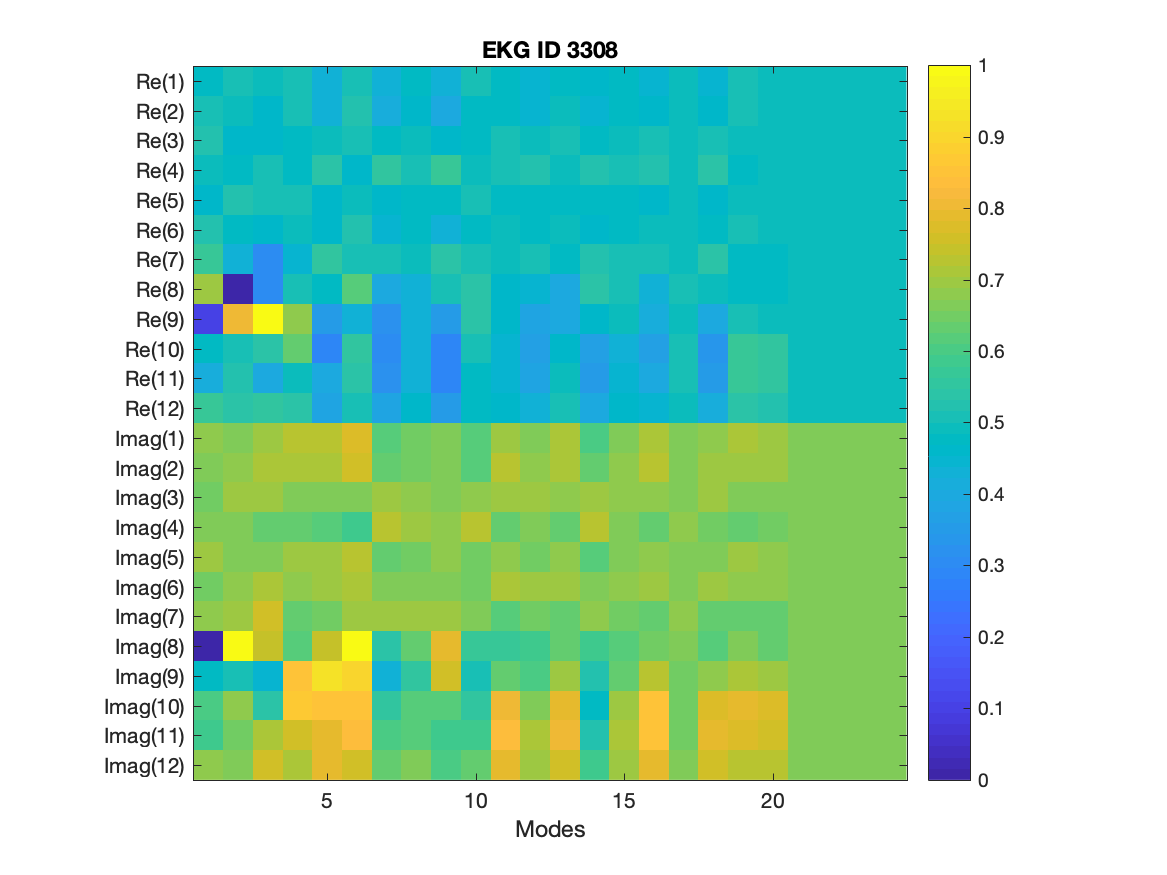 EKG ID 3308
Re(1)
Re(2)
Re(3)
Re(4)
Re(5)
Re(6)
Re(7)
Re(8)
Re(9)
Re(10)
Re(11)
Re(12)
Imag(1)
Imag(2)
Imag(3)
Imag(4)
Imag(5)
Imag(6)
Imag(7)
Imag(8)
Imag(9)
Imag(10)
Imag(11)
Imag(12)
5 10 15 20
Modes
1
0.9
0.8
0.7
0.6
0.5
0.4
0.3
0.2
0.1
0